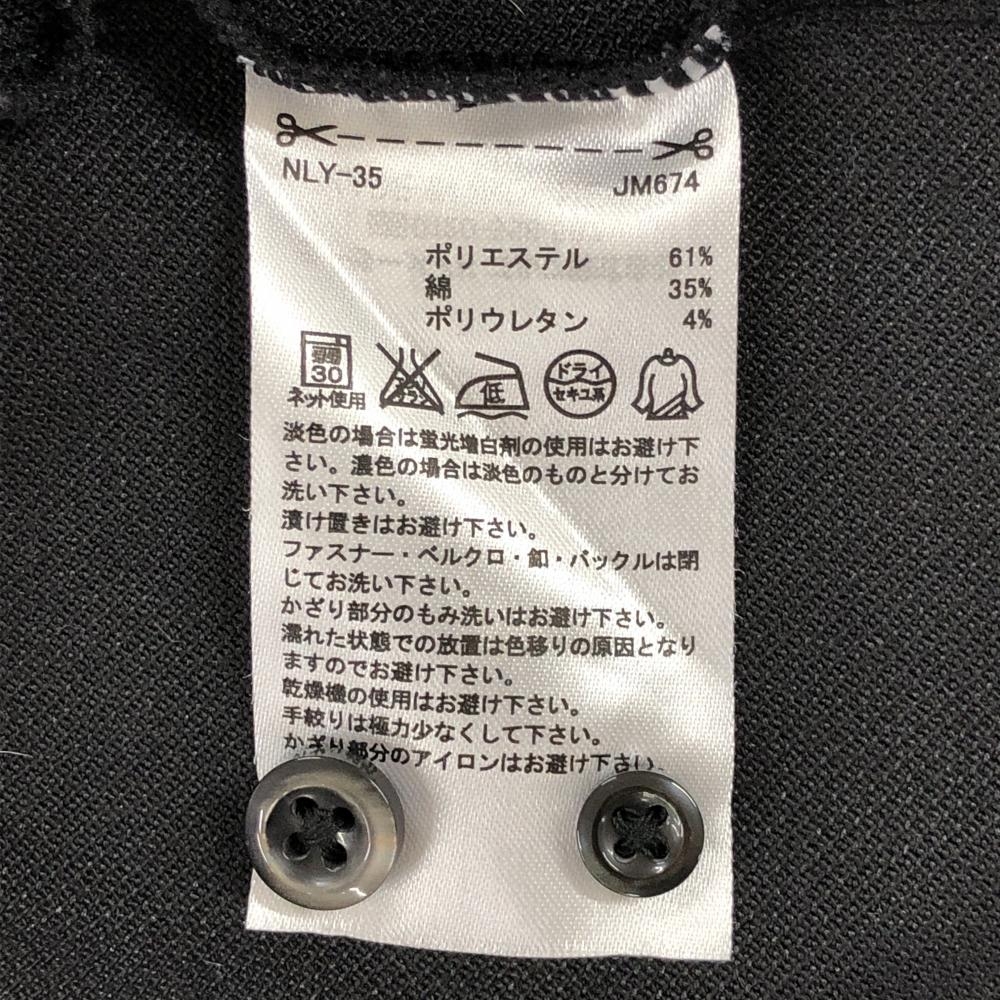 NLY-35 JM674
ポリエステル 61%
綿 35%
ポリウレタン 4%
弱 30 低 ドライ セキユ系
ネット使用
淡色の場合は蛍光増白剤の使用はお避け下
さい。濃色の場合は淡色のものと分けてお
洗い下さい。
漬け置きはお避け下さい。
ファスナー・ベルクロ・釦・バックルは閉
じてお洗い下さい。
かざり部分のもみ洗いはお避け下さい。
濡れた状態での放置は色移りの原因となり
ますのでお避け下さい。
乾燥機の使用はお避け下さい。
手絞りは極力少なくして下さい。
かざり部分のアイロンはお避け下さい。